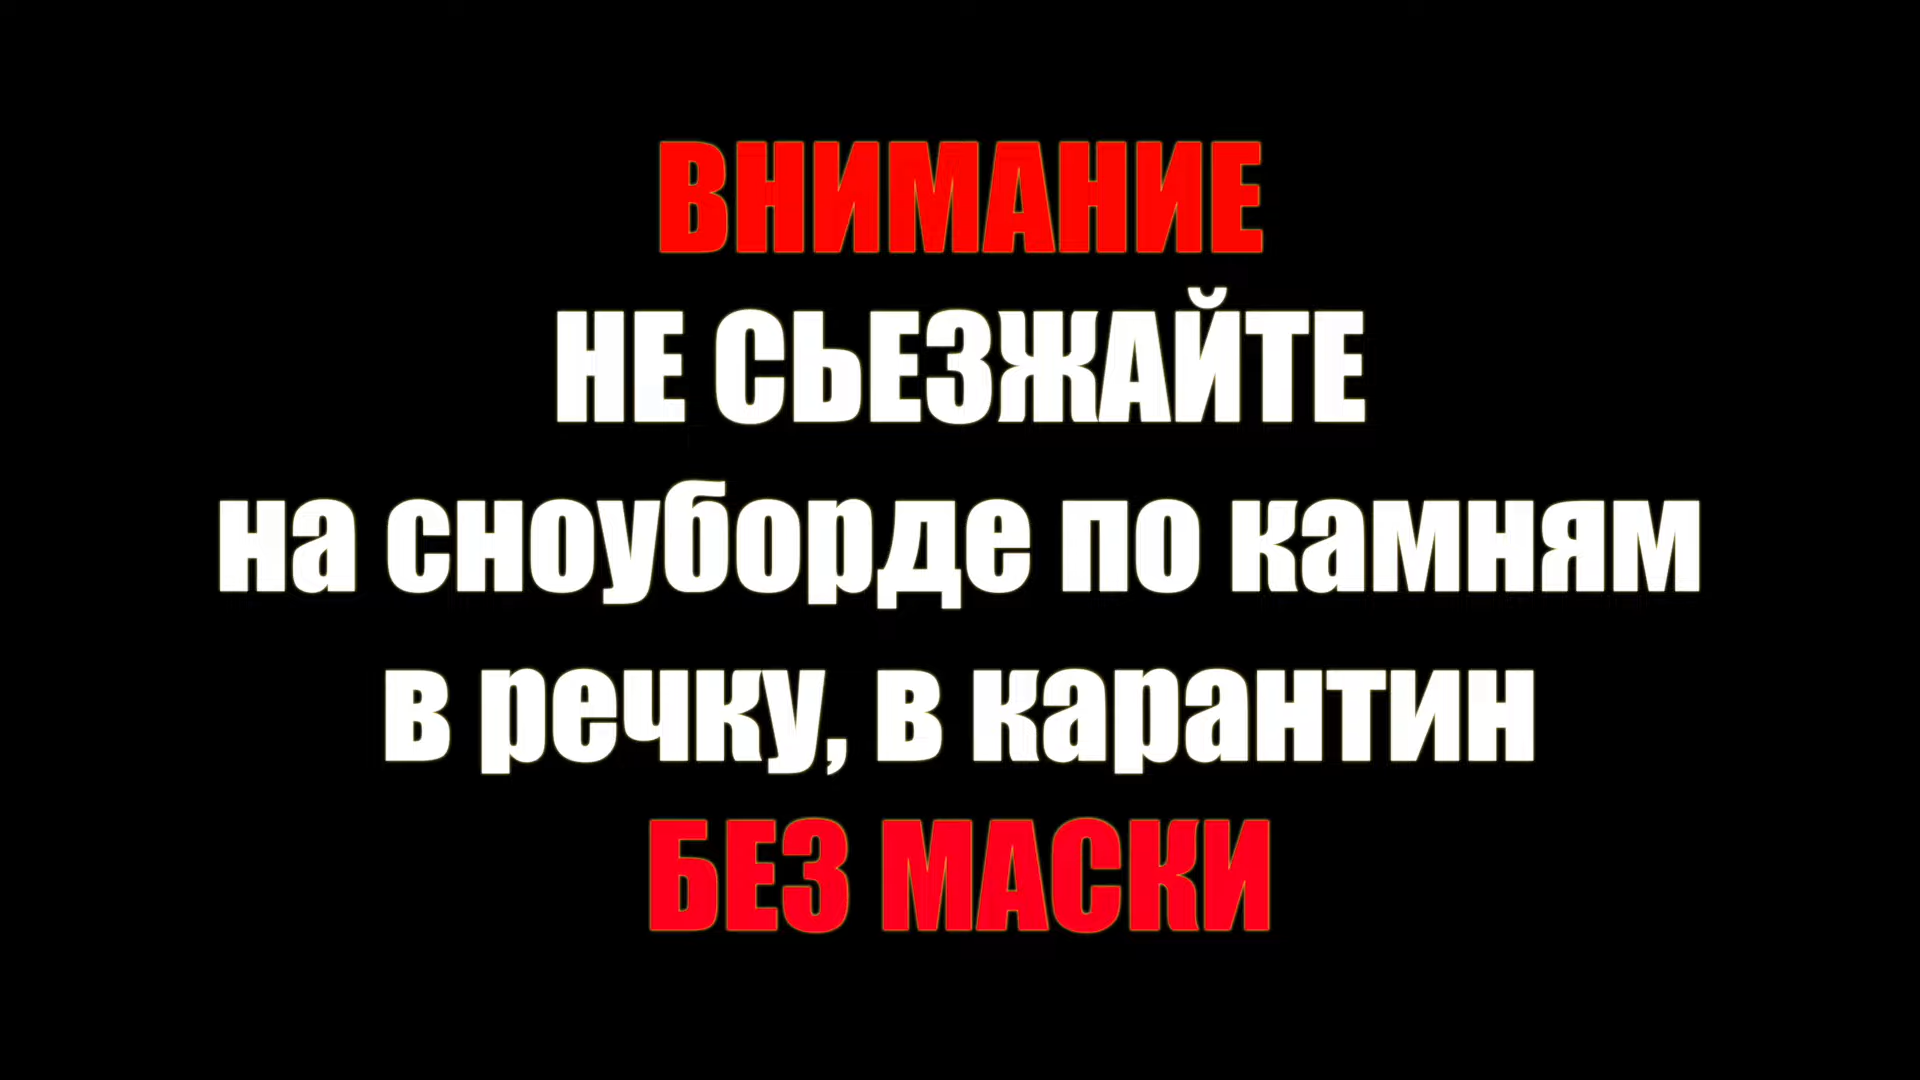 ВНИМАНИЕ
НЕ СЬЕЗЖАЙТЕ
на сноуборде по камням
в речку, в карантин
БЕЗ МАСКИ